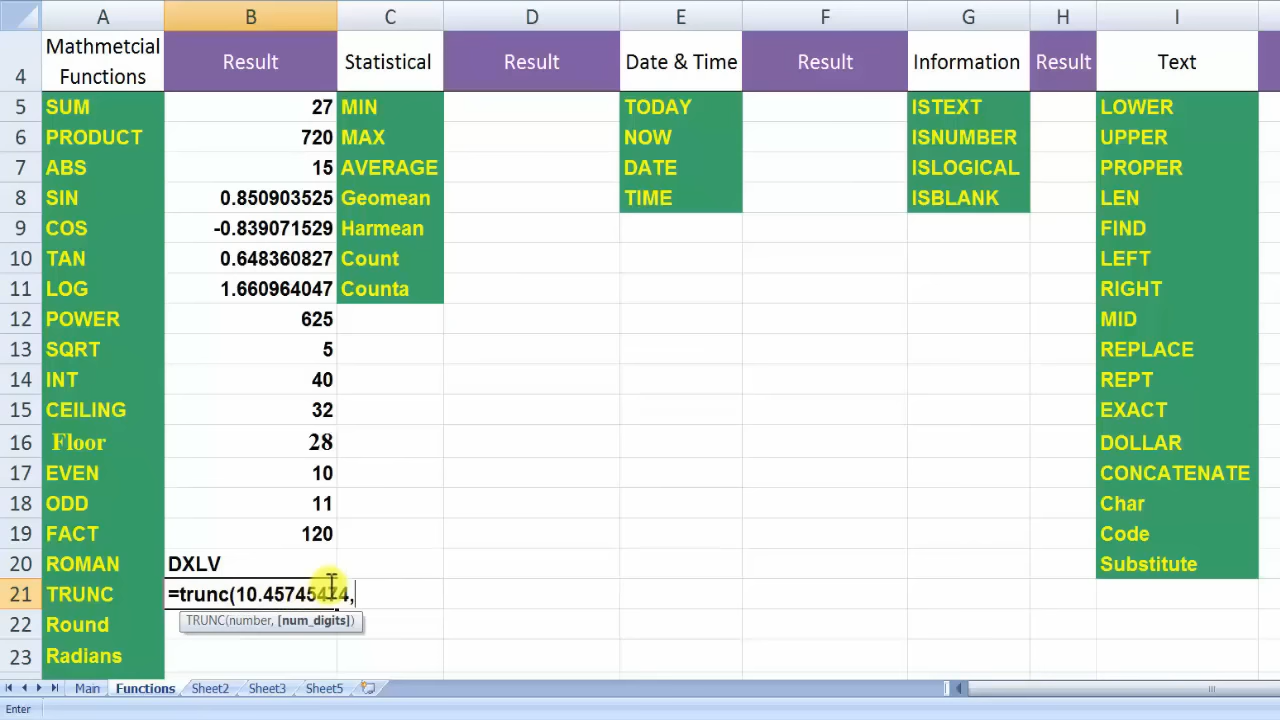 A B C D E F G H I
4 Mathmetcial Functions Result Statistical Result Date & Time Result Information Result Text
5 SUM 27 MIN TODAY ISTEXT LOWER
6 PRODUCT 720 MAX NOW ISNUMBER UPPER
7 ABS 15 AVERAGE DATE ISLOGICAL PROPER
8 SIN 0.850903525 Geomean TIME ISBLANK LEN
9 COS -0.839071529 Harmean FIND
10 TAN 0.648360827 Count LEFT
11 LOG 1.660964047 Counta RIGHT
12 POWER 625 MID
13 SQRT 5 REPLACE
14 INT 40 REPT
15 CEILING 32 EXACT
16 Floor 28 DOLLAR
17 EVEN 10 CONCATENATE
18 ODD 11 Char
19 FACT 120 Code
20 ROMAN DXLV Substitute
21 TRUNC =trunc(10.45745474,
TRUNC(number, [num_digits])
22 Round
23 Radians
Main Functions Sheet2 Sheet3 Sheet5
Enter